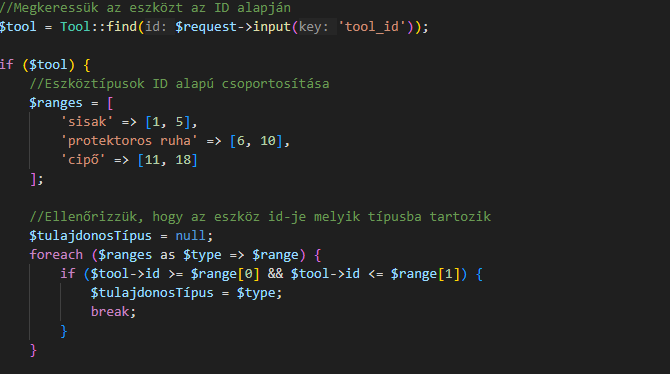 //Megkeressük az eszközt az ID alapján
$tool = Tool::find(id: $request->input(key: 'tool_id'));
if ($tool) {
//Eszköztípusok ID alapú csoportosítása
$ranges = [
'sisak' => [1, 5],
'protektoros ruha' => [6, 10],
'cipő' => [11, 18]
];
//Ellenőrizzük, hogy az eszköz id-je melyik típusba tartozik
$tulajdonosTípus = null;
foreach ($ranges as $type => $range) {
if ($tool->id >= $range[0] && $tool->id <= $range[1]) {
$tulajdonosTípus = $type;
break;
}
}